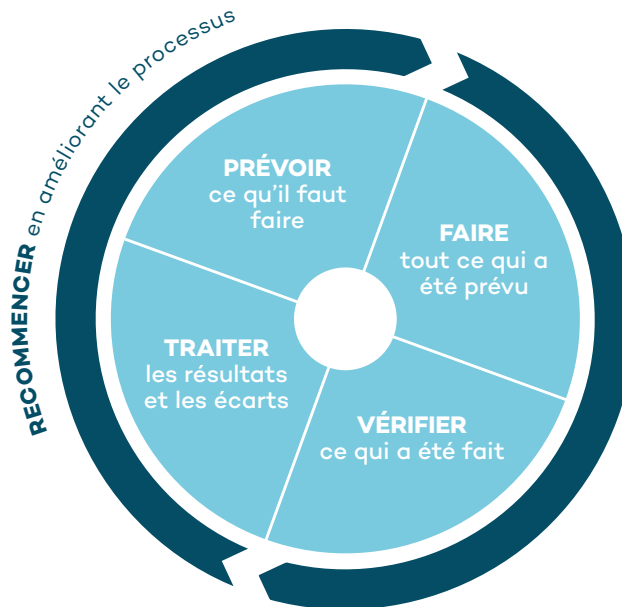 RECOMMENCER en améliorant le processus
PRÉVOIR
ce qu'il faut
faire
FAIRE
tout ce qui a
été prévu
VÉRIFIER
ce qui a été fait
TRAITER
les résultats
et les écarts